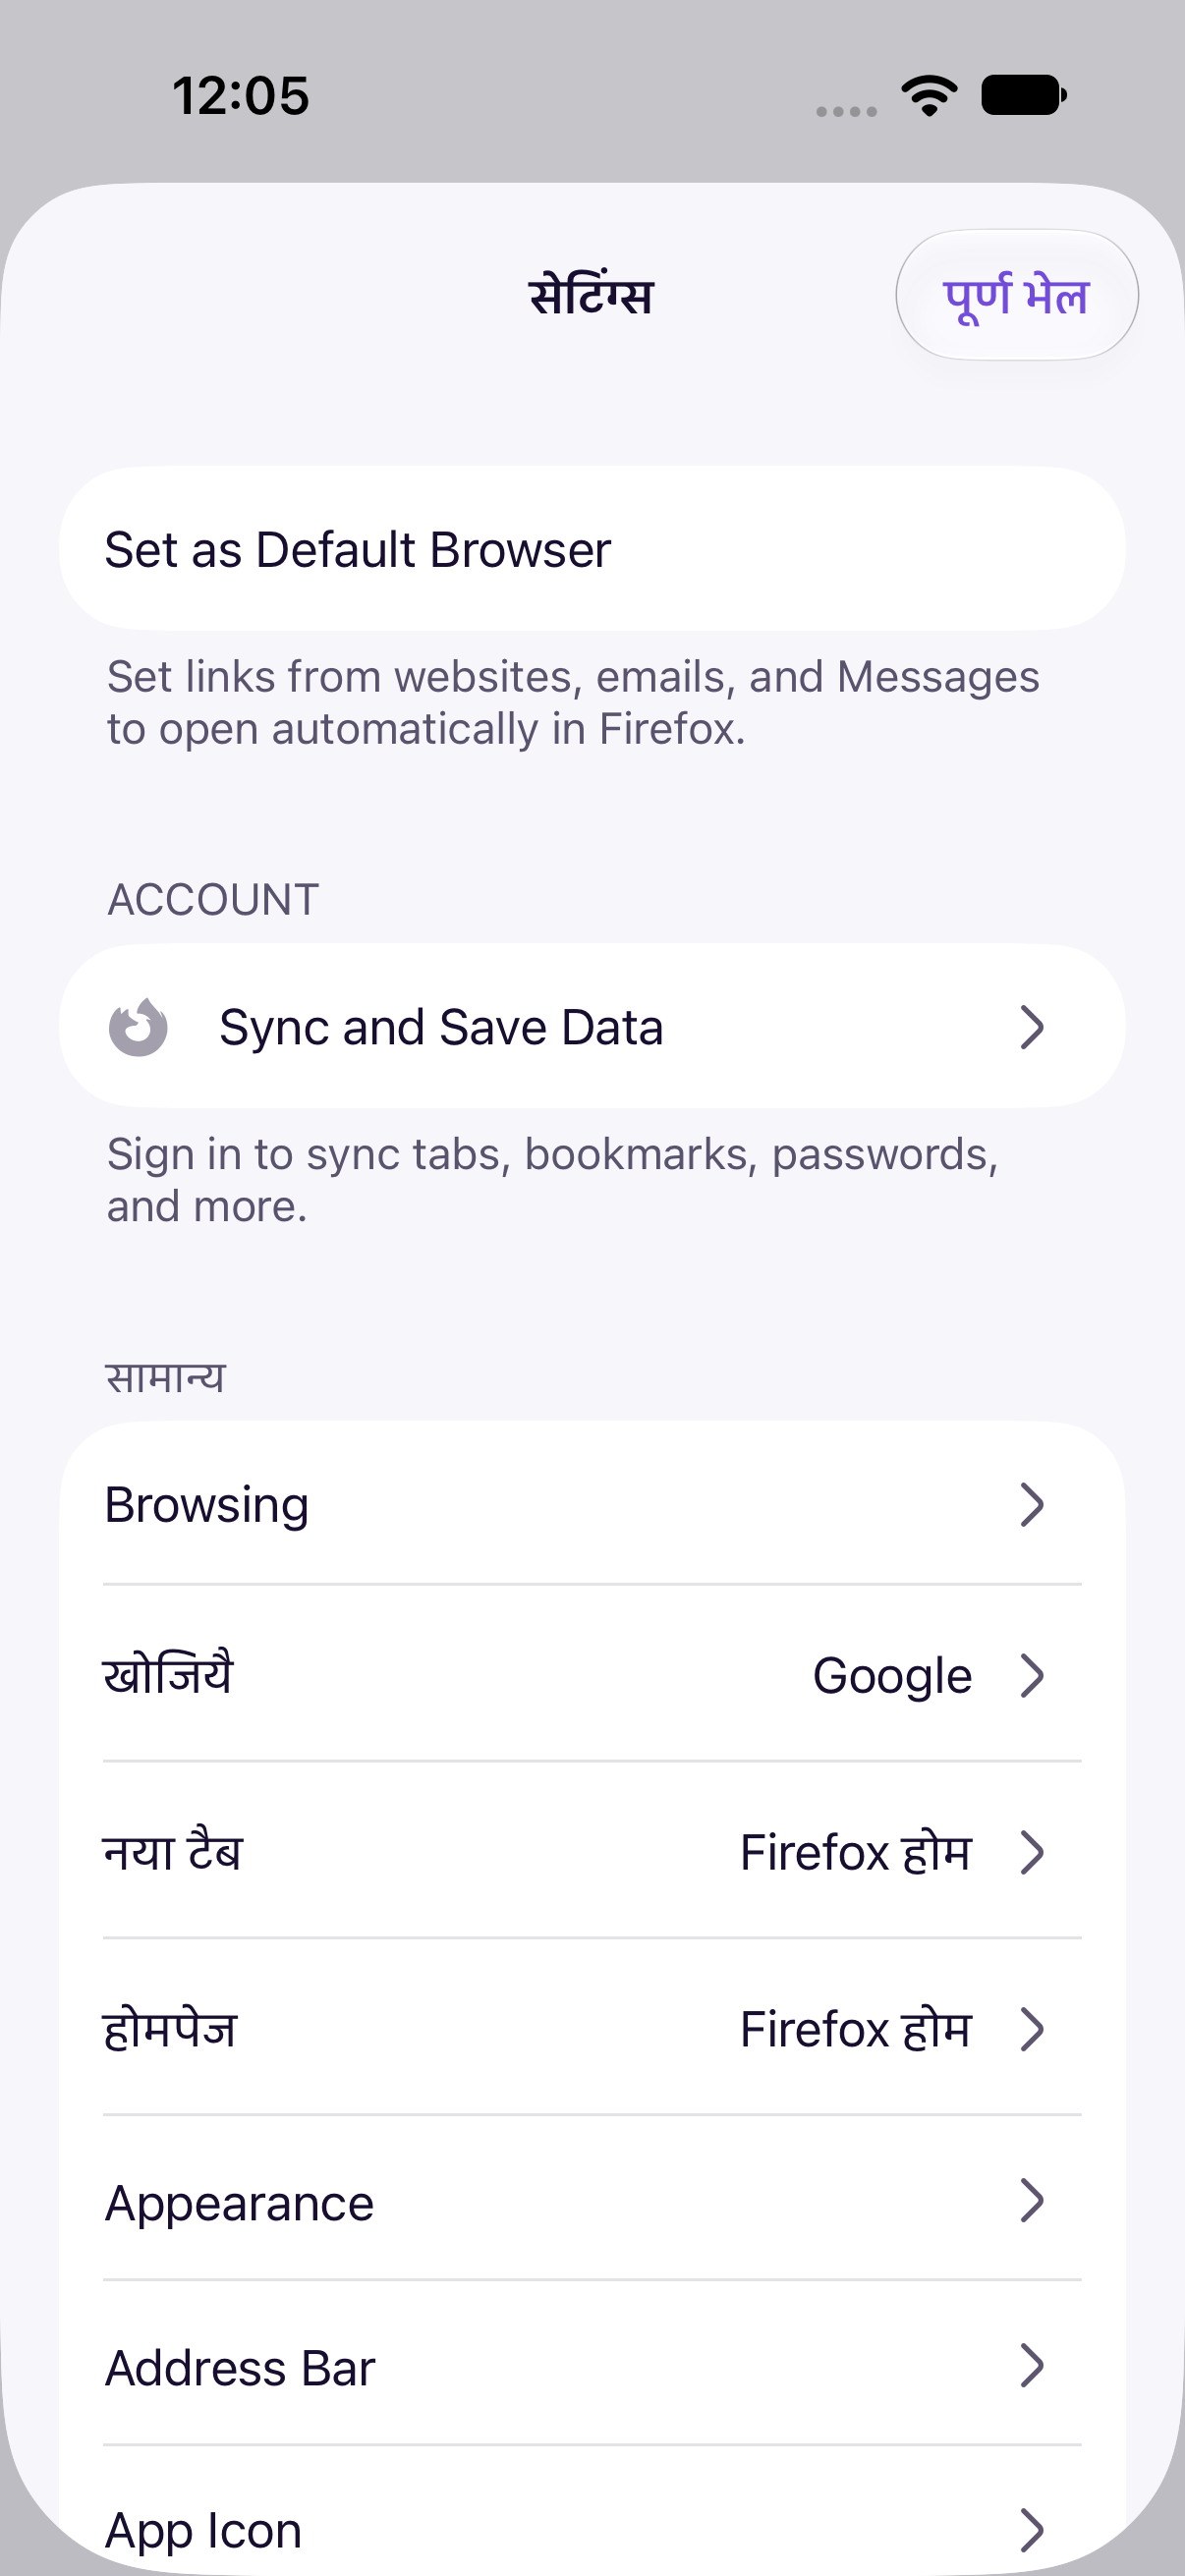 12:05
सेटिंग्स
पूर्ण भेल
Set as Default Browser
Set links from websites, emails, and Messages
to open automatically in Firefox.
ACCOUNT
Sync and Save Data
Sign in to sync tabs, bookmarks, passwords,
and more.
सामान्य
Browsing
खोजियै Google
नया टैब Firefox होम
होमपेज Firefox होम
Appearance
Address Bar
App Icon